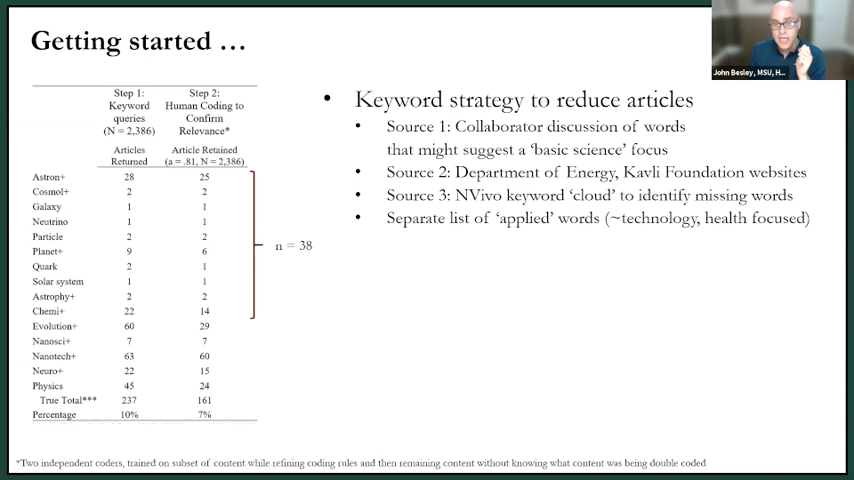 Getting started …
John Besley, MSU, H...
Step 1: Keyword queries (N = 2,386)
Step 2: Human Coding to Confirm Relevance*
Articles Returned
Article Retained (a = .81, N = 2,386)
Astron+ 28 25
Cosmol+ 2 2
Galaxy 1 1
Neutrino 1 1
Particle 2 2
Planet+ 9 6
Quark 2 1
Solar system 1 1
Astrophy+ 2 2
Chemi+ 22 14
Evolution+ 60 29
Nanosci+ 7 7
Nanotech+ 63 60
Neuro+ 22 15
Physics 45 24
True Total*** 237 161
Percentage 10% 7%
n = 38
• Keyword strategy to reduce articles
• Source 1: Collaborator discussion of words
that might suggest a ‘basic science’ focus
• Source 2: Department of Energy, Kavli Foundation websites
• Source 3: NVivo keyword ‘cloud’ to identify missing words
• Separate list of ‘applied’ words (~technology, health focused)
*Two independent coders, trained on subset of content while refining coding rules and then remaining content without knowing what content was being double coded